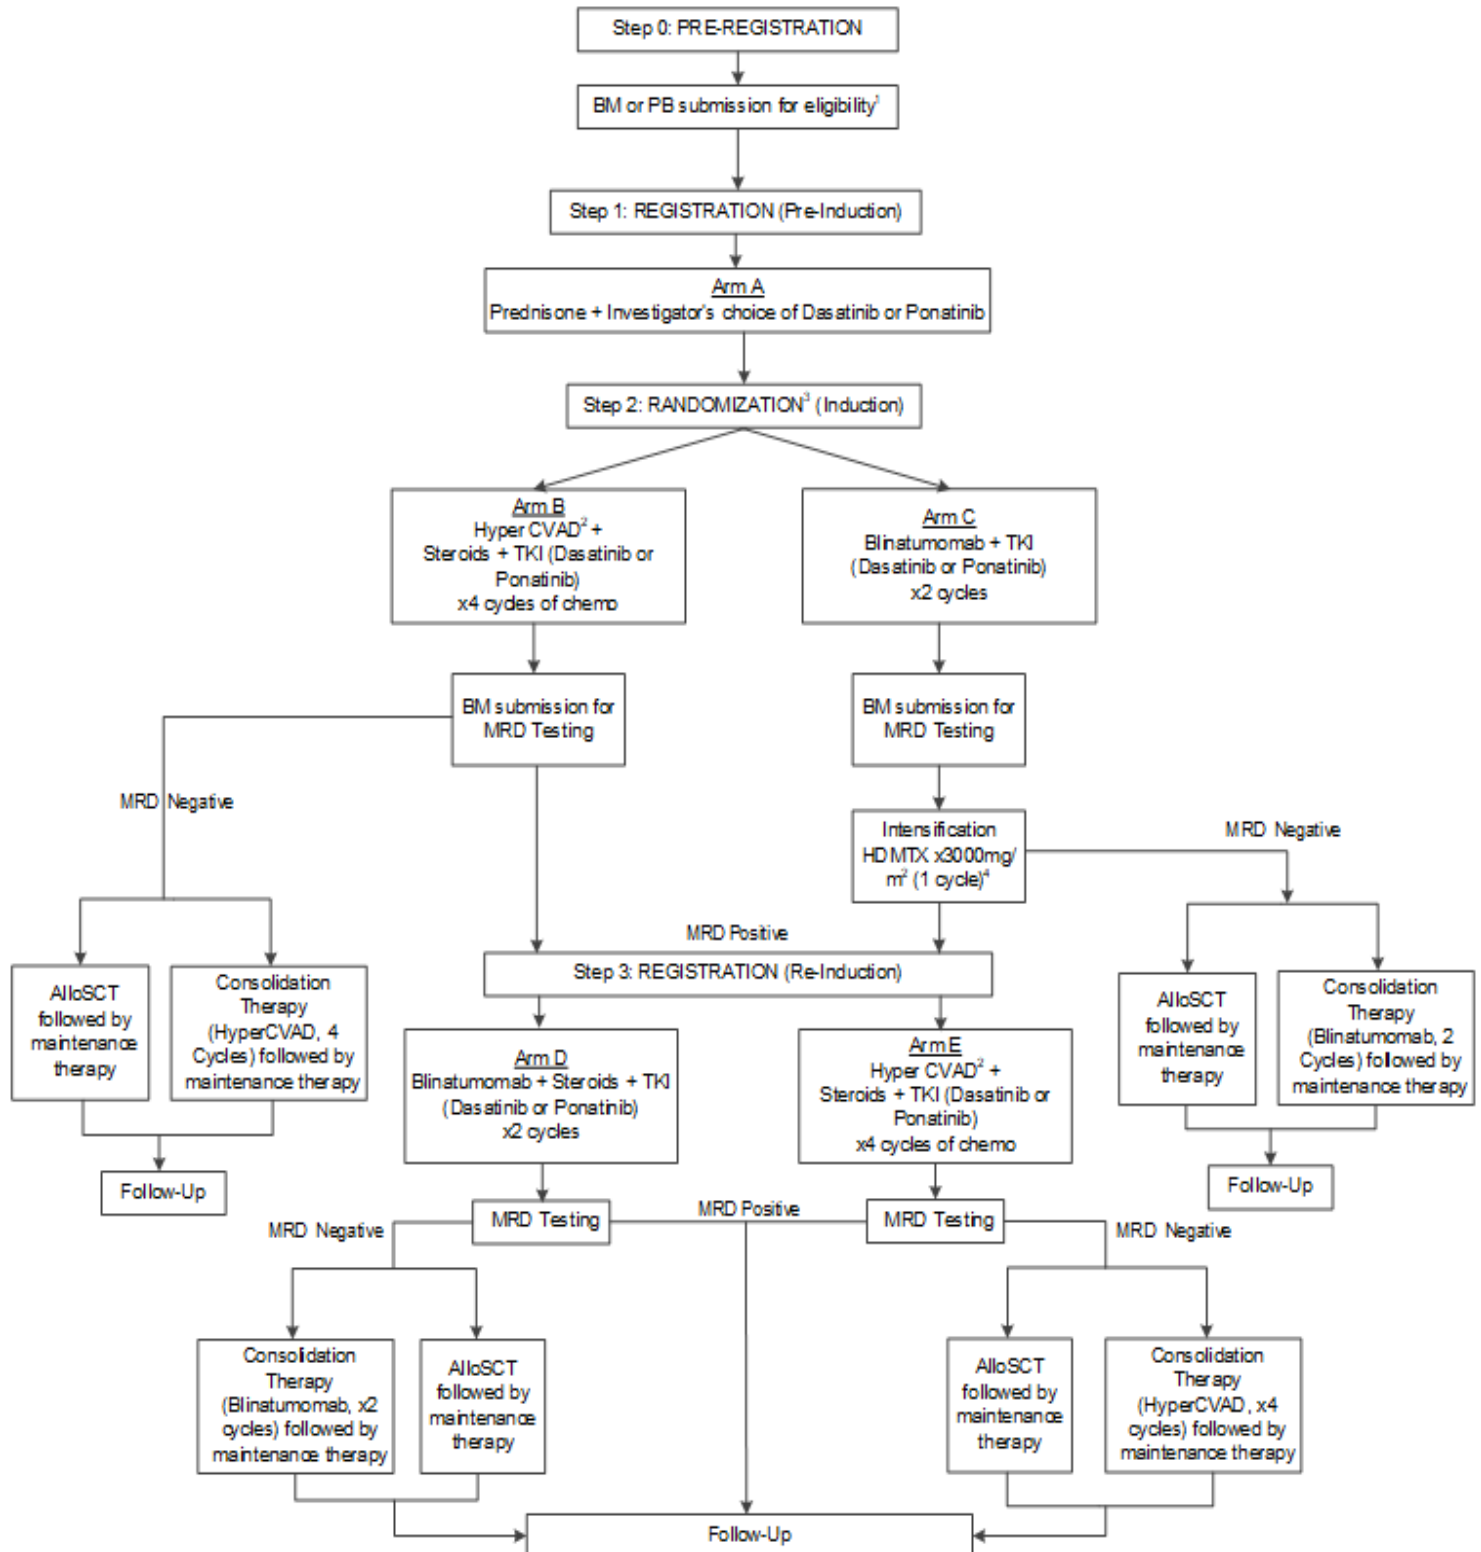 Step 0: PRE-REGISTRATION
BM or PB submission for eligibility¹
Step 1: REGISTRATION (Pre-Induction)
Arm A
Prednisone + Investigator's choice of Dasatinib or Ponatinib
Step 2: RANDOMIZATION³ (Induction)
Arm B
Hyper CVAD² +
Steroids + TKI (Dasatinib or
Ponatinib)
x4 cycles of chemo
Arm C
Blinatumomab + TKI
(Dasatinib or Ponatinib)
x2 cycles
BM submission for
MRD Testing
BM submission for
MRD Testing
MRD Negative
Intensification
HDMTX x3000mg/
m² (1 cycle)⁴
MRD Negative
MRD Positive
Step 3: REGISTRATION (Re-Induction)
AlloSCT
followed by
maintenance
therapy
Consolidation
Therapy
(HyperCVAD, 4
Cycles) followed by
maintenance therapy
Arm D
Blinatumomab + Steroids + TKI
(Dasatinib or Ponatinib)
x2 cycles
Arm E
Hyper CVAD² +
Steroids + TKI (Dasatinib or
Ponatinib)
x4 cycles of chemo
AlloSCT
followed by
maintenance
therapy
Consolidation
Therapy
(Blinatumomab, 2
Cycles) followed by
maintenance therapy
Follow-Up
Follow-Up
MRD Negative
MRD Testing
MRD Positive
MRD Testing
MRD Negative
Consolidation
Therapy
(Blinatumomab, x2
cycles) followed by
maintenance therapy
AlloSCT
followed by
maintenance
therapy
AlloSCT
followed by
maintenance
therapy
Consolidation
Therapy
(HyperCVAD, x4
cycles) followed by
maintenance therapy
Follow-Up